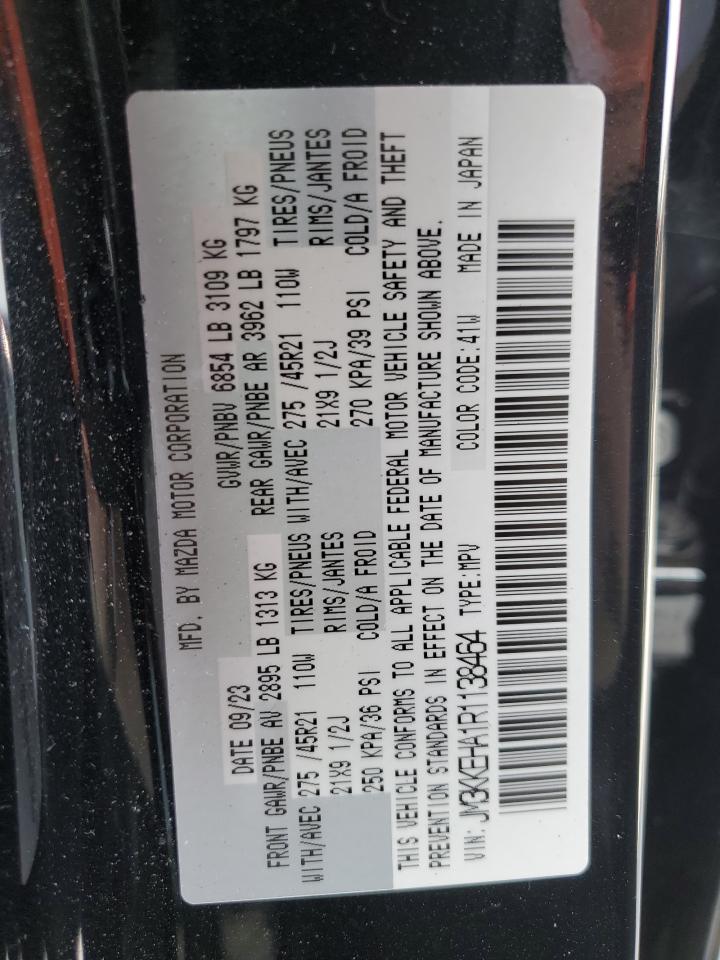 MFD. BY MAZDA MOTOR CORPORATION
DATE 09/23 GVWR/PNBV 6854 LB 3109 KG
FRONT GAWR/PNBE AV 2895 LB 1313 KG REAR GAWR/PNBE AR 3962 LB 1797 KG
WITH/AVEC 275 /45R21 110W TIRES/PNEUS WITH/AVEC 275 /45R21 110W TIRES/PNEUS
21X9 1/2J RIMS/JANTES 21X9 1/2J RIMS/JANTES
250 KPA/36 PSI COLD/A FROID 270 KPA/39 PSI COLD/A FROID
THIS VEHICLE CONFORMS TO ALL APPLICABLE FEDERAL MOTOR VEHICLE SAFETY AND THEFT
PREVENTION STANDARDS IN EFFECT ON THE DATE OF MANUFACTURE SHOWN ABOVE.
VIN: JM3KKEHA1R1138464 TYPE:MPV COLOR CODE:41W MADE IN JAPAN